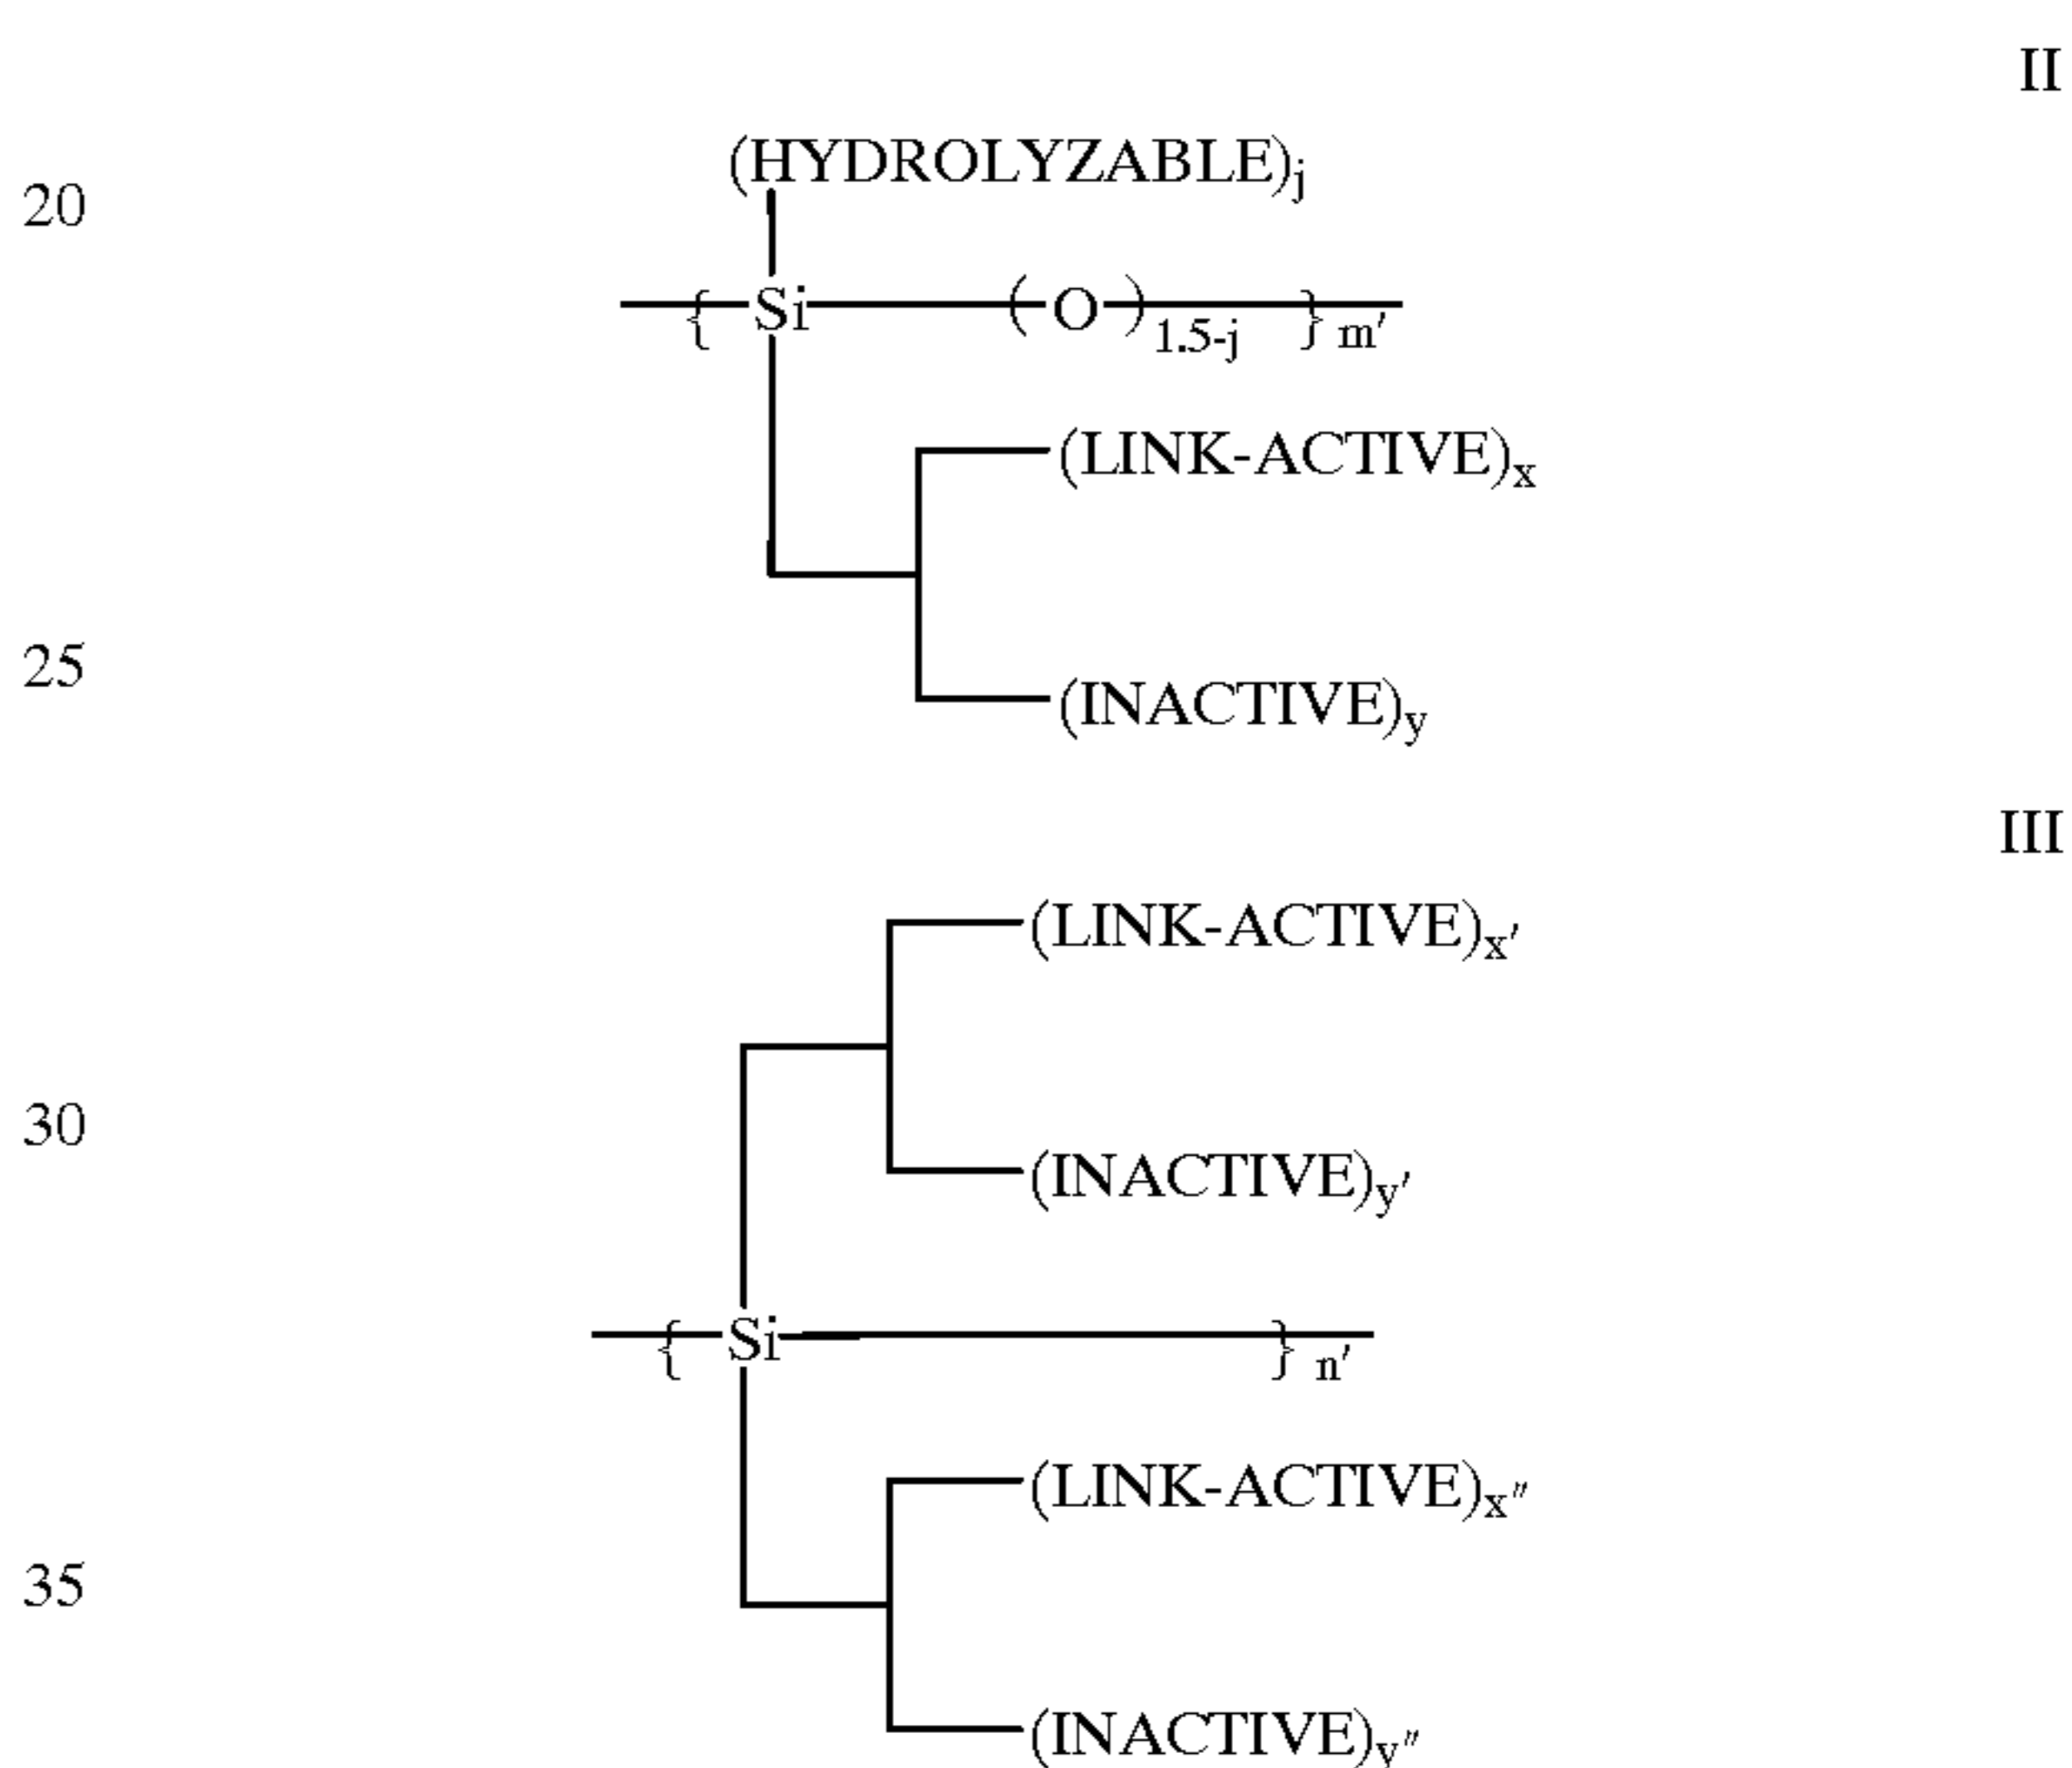 II
(HYDROLYZABLE)j
20
{ Si ( O )1.5-j } m'
(LINK-ACTIVE)x
25
(INACTIVE)y
III
(LINK-ACTIVE)x'
30
(INACTIVE)y'
{ Si } n'
(LINK-ACTIVE)x"
35
(INACTIVE)y"